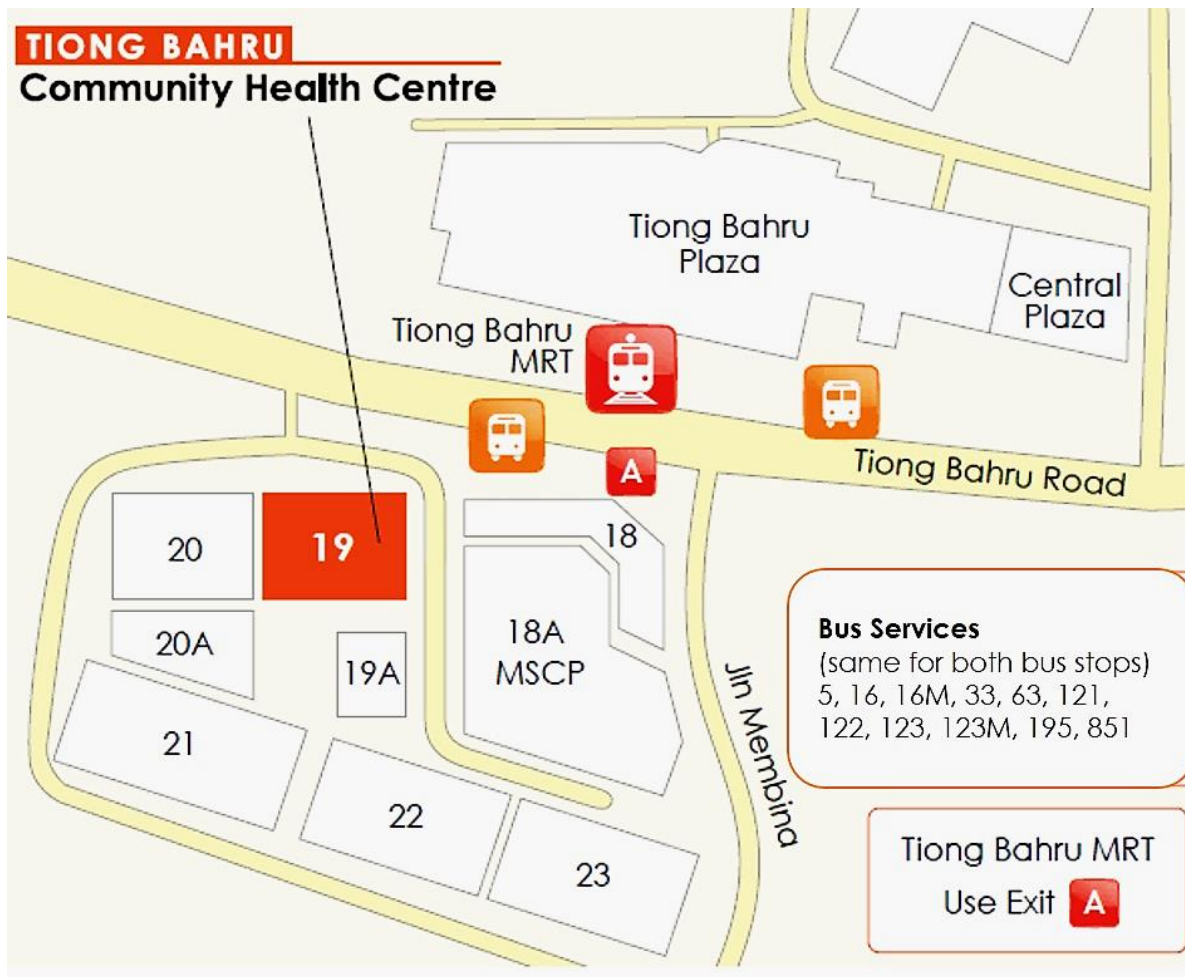 TIONG BAHRU
Community Health Centre
Tiong Bahru
Plaza
Central
Plaza
Tiong Bahru
MRT
A
Tiong Bahru Road
20
19
18
20A
19A
18A
MSCP
21
22
23
Jln Membina
Bus Services
(same for both bus stops)
5, 16, 16M, 33, 63, 121,
122, 123, 123M, 195, 851
Tiong Bahru MRT
Use Exit A